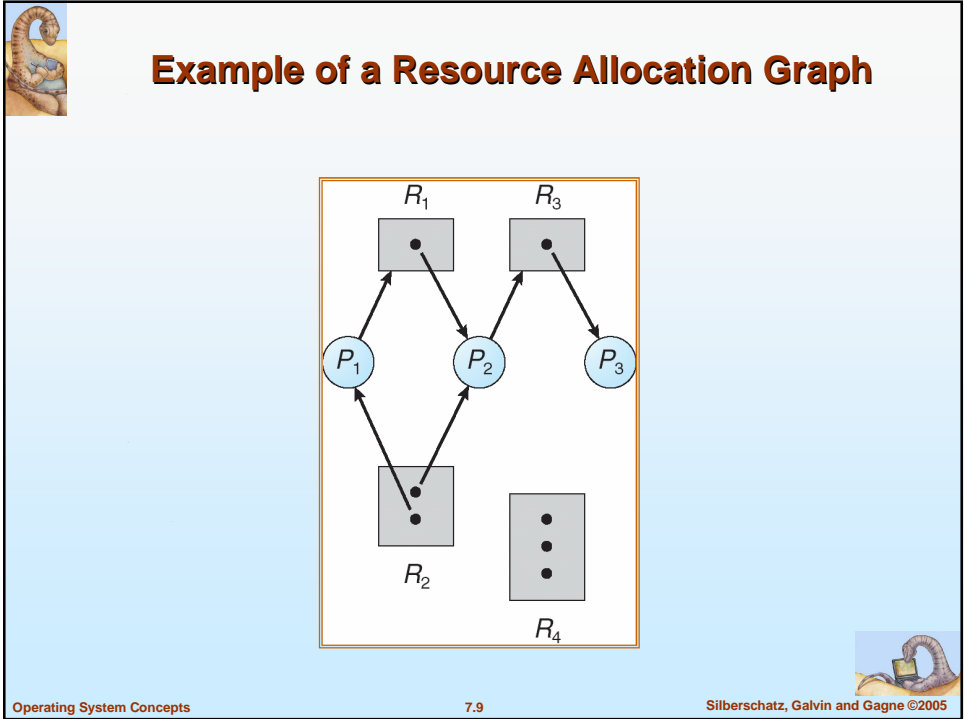 Example of a Resource Allocation Graph
R1 R3
P1 P2 P3
R2
R4
Operating System Concepts 7.9 Silberschatz, Galvin and Gagne ©2005